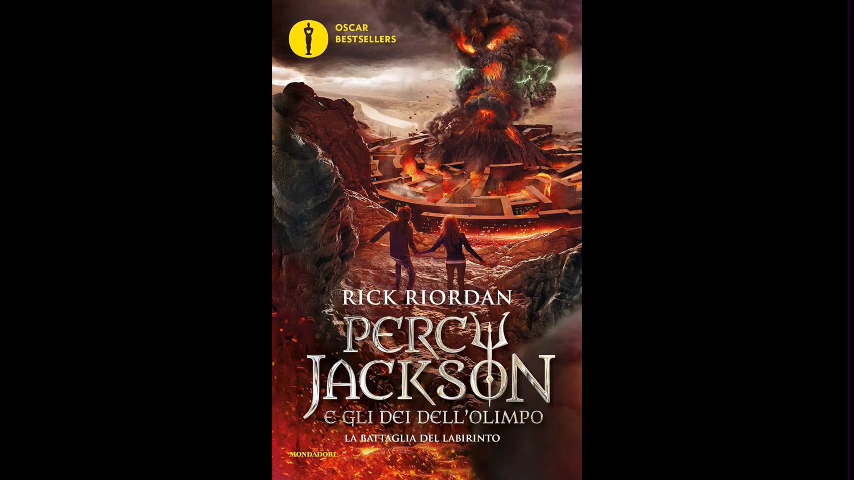 OSCAR
BESTSELLERS
RICK RIORDAN
PERCY
JACKSON
E GLI DEI DELL'OLIMPO
LA BATTAGLIA DEL LABIRINTO
MONDADORI